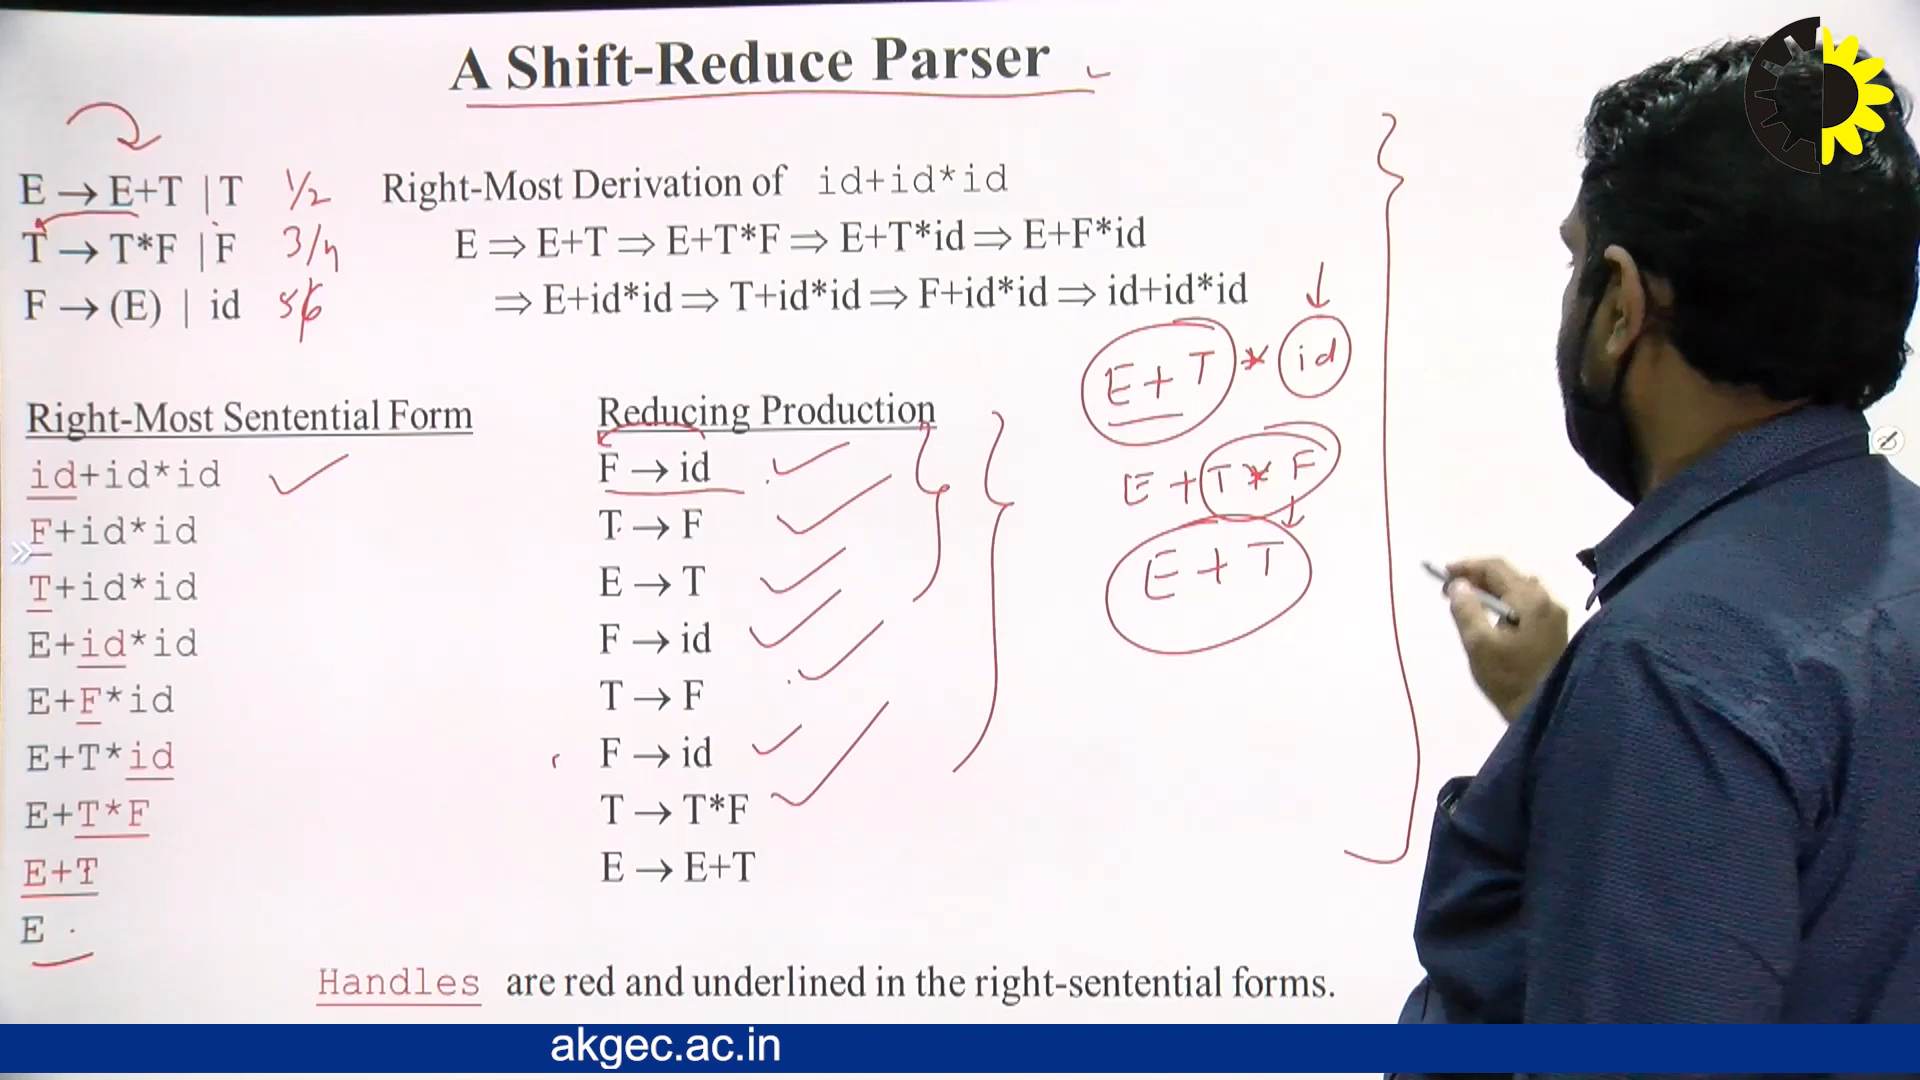 A Shift-Reduce Parser
E → E+T | T 1/2
T → T*F | F 3/4
F → (E) | id 5/6
Right-Most Derivation of id+id*id
E ⇒ E+T ⇒ E+T*F ⇒ E+T*id ⇒ E+F*id
⇒ E+id*id ⇒ T+id*id ⇒ F+id*id ⇒ id+id*id
Right-Most Sentential Form
id+id*id
F+id*id
T+id*id
E+id*id
E+F*id
E+T*id
E+T*F
E+T
E
Reducing Production
F → id
T → F
E → T
F → id
T → F
F → id
T → T*F
E → E+T
E + T * id
E + T * F
E + T
Handles are red and underlined in the right-sentential forms.
akgec.ac.in